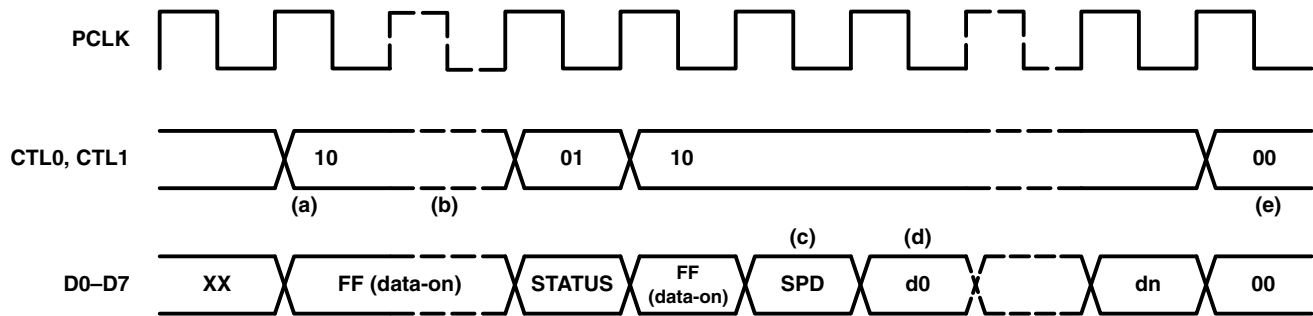 PCLK
CTL0, CTL1
10
01
10
00
(a)
(b)
(e)
(c)
(d)
D0–D7
XX
FF (data-on)
STATUS
FF
(data-on)
SPD
d0
dn
00